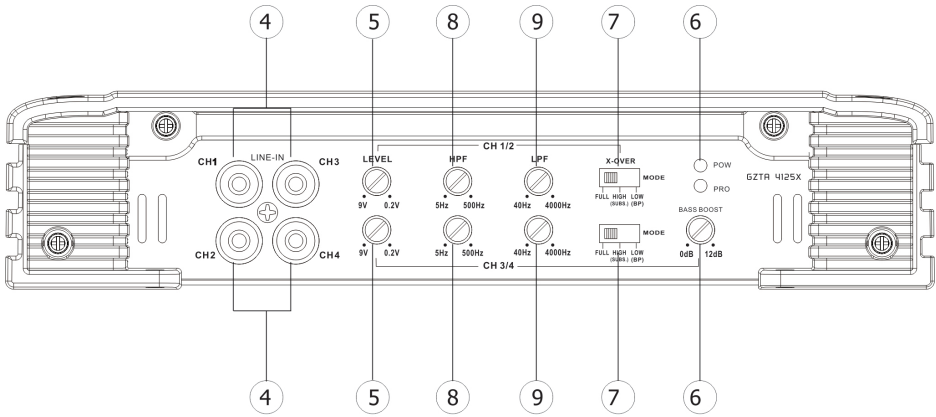 4 5 8 9 7 6
CH 1/2
LINE-IN
CH1 CH3 LEVEL HPF LPF X-OVER
POW
MODE
PRO
GZTA 4125X
9V 0.2V 5Hz 500Hz 40Hz 4000Hz FULL HIGH LOW
(SUBS.) (BP)
BASS BOOST
MODE
CH2 CH4 9V 0.2V 5Hz 500Hz 40Hz 4000Hz FULL HIGH LOW 0dB 12dB
(SUBS.) (BP)
CH 3/4
4 5 8 9 7 6